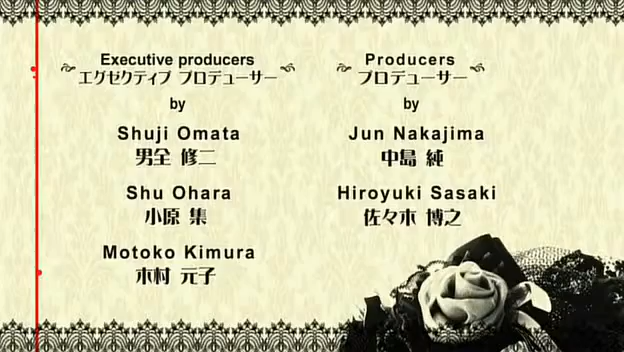 Executive producers
エグゼクティブ プロデューサー
by
Shuji Omata
男全 修二
Shu Ohara
小原 集
Motoko Kimura
木村 元子
Producers
プロデューサー
by
Jun Nakajima
中島 純
Hiroyuki Sasaki
佐々木 博之